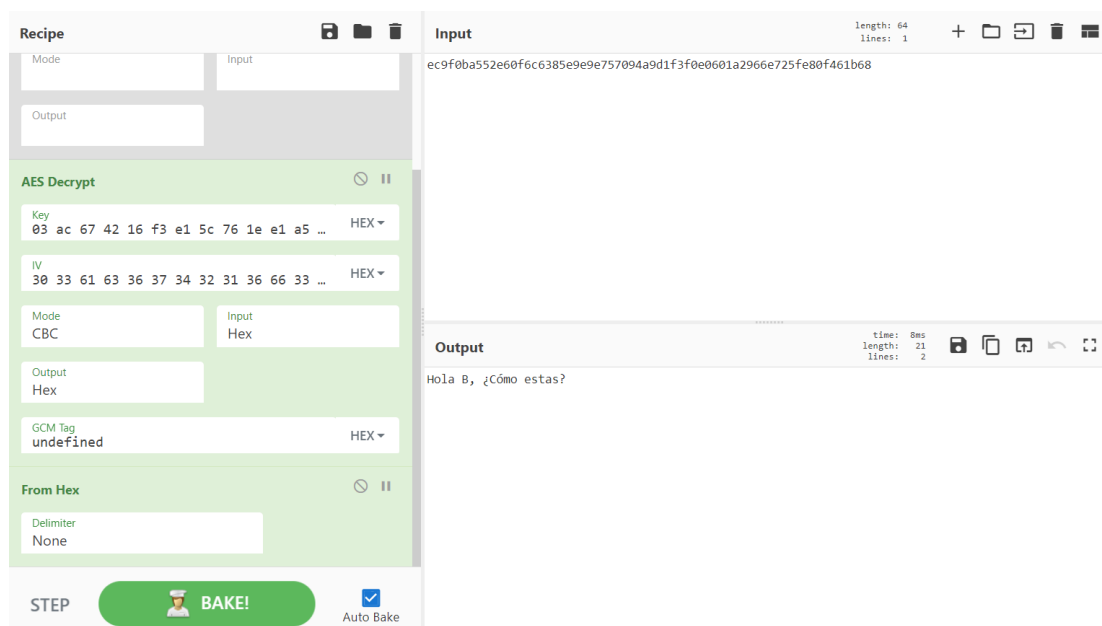 Recipe
Mode
Input
Output
AES Decrypt
Key
03 ac 67 42 16 f3 e1 5c 76 1e e1 a5 …
HEX
IV
30 33 61 63 36 37 34 32 31 36 66 33 …
HEX
Mode
CBC
Input
Hex
Output
Hex
GCM Tag
undefined
HEX
From Hex
Delimiter
None
STEP
BAKE!
Auto Bake
Input
length: 64
lines: 1
ec9f0ba552e60f6c6385e9e9e757094a9d1f3f0e0601a2966e725fe80f461b68
Output
time: 8ms
length: 21
lines: 2
Hola B, ¿Cómo estas?